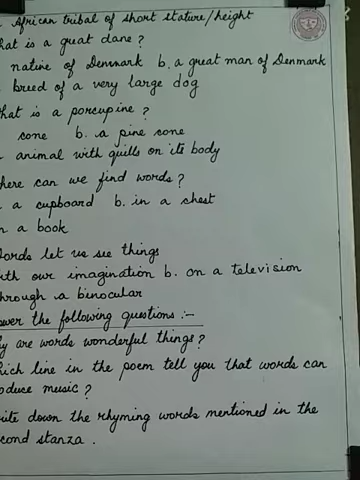 African tribal of short stature/height
hat is a great dane?
native of Denmark b. a great man of Denmark
breed of a very large dog
hat is a porcupine?
cone b. a pine cone
animal with quills on its body
here can we find words?
a cupboard b. in a chest
n a book
ords let us see things
ith our imagination b. on a television
hrough a binocular
swer the following questions :-
y are words wonderful things?
hich line in the poem tell you that words can
oduce music?
rite down the rhyming words mentioned in the
cond stanza.